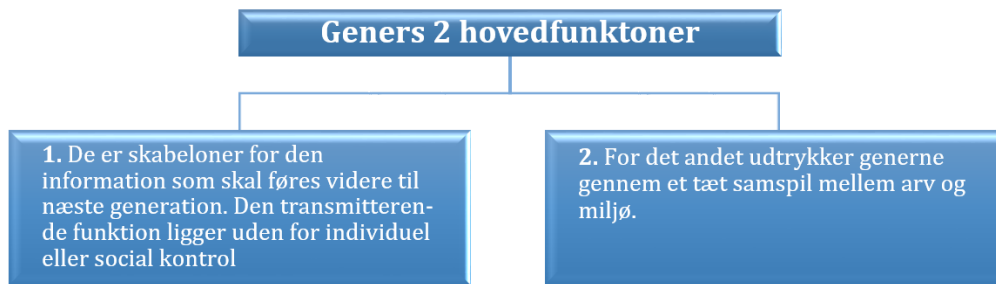 Geners 2 hovedfunktoner
1. De er skabeloner for den
information som skal føres videre til
næste generation. Den transmitteren-
de funktion ligger uden for individuel
eller social kontrol
2. For det andet udtrykker generne
gennem et tæt samspil mellem arv og
miljø.